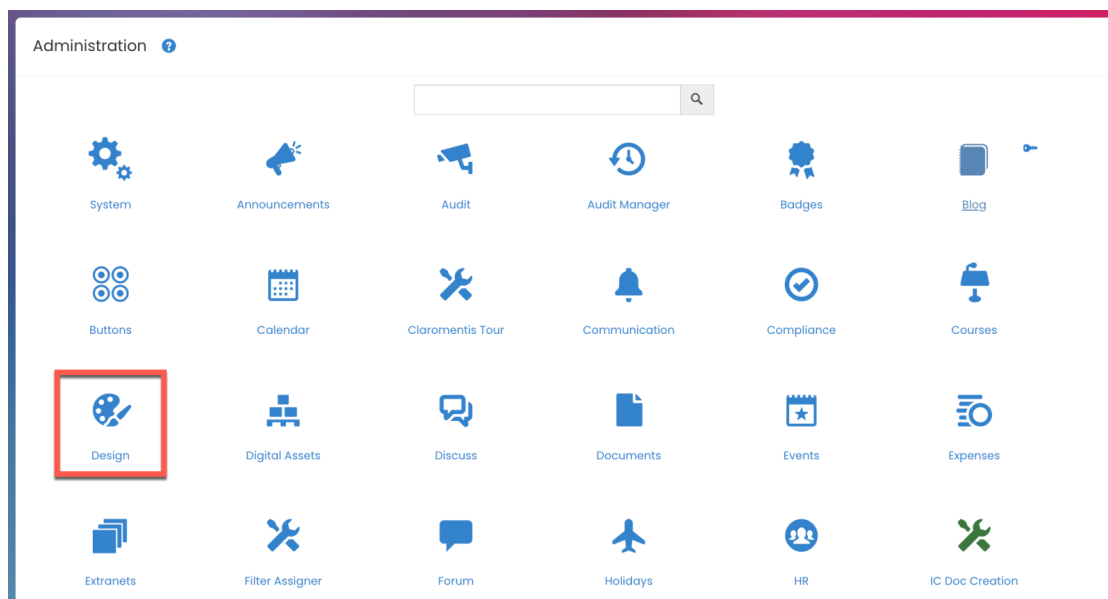 Administration
System
Announcements
Audit
Audit Manager
Badges
Blog
Buttons
Calendar
Claromentis Tour
Communication
Compliance
Courses
Design
Digital Assets
Discuss
Documents
Events
Expenses
Extranets
Filter Assigner
Forum
Holidays
HR
IC Doc Creation